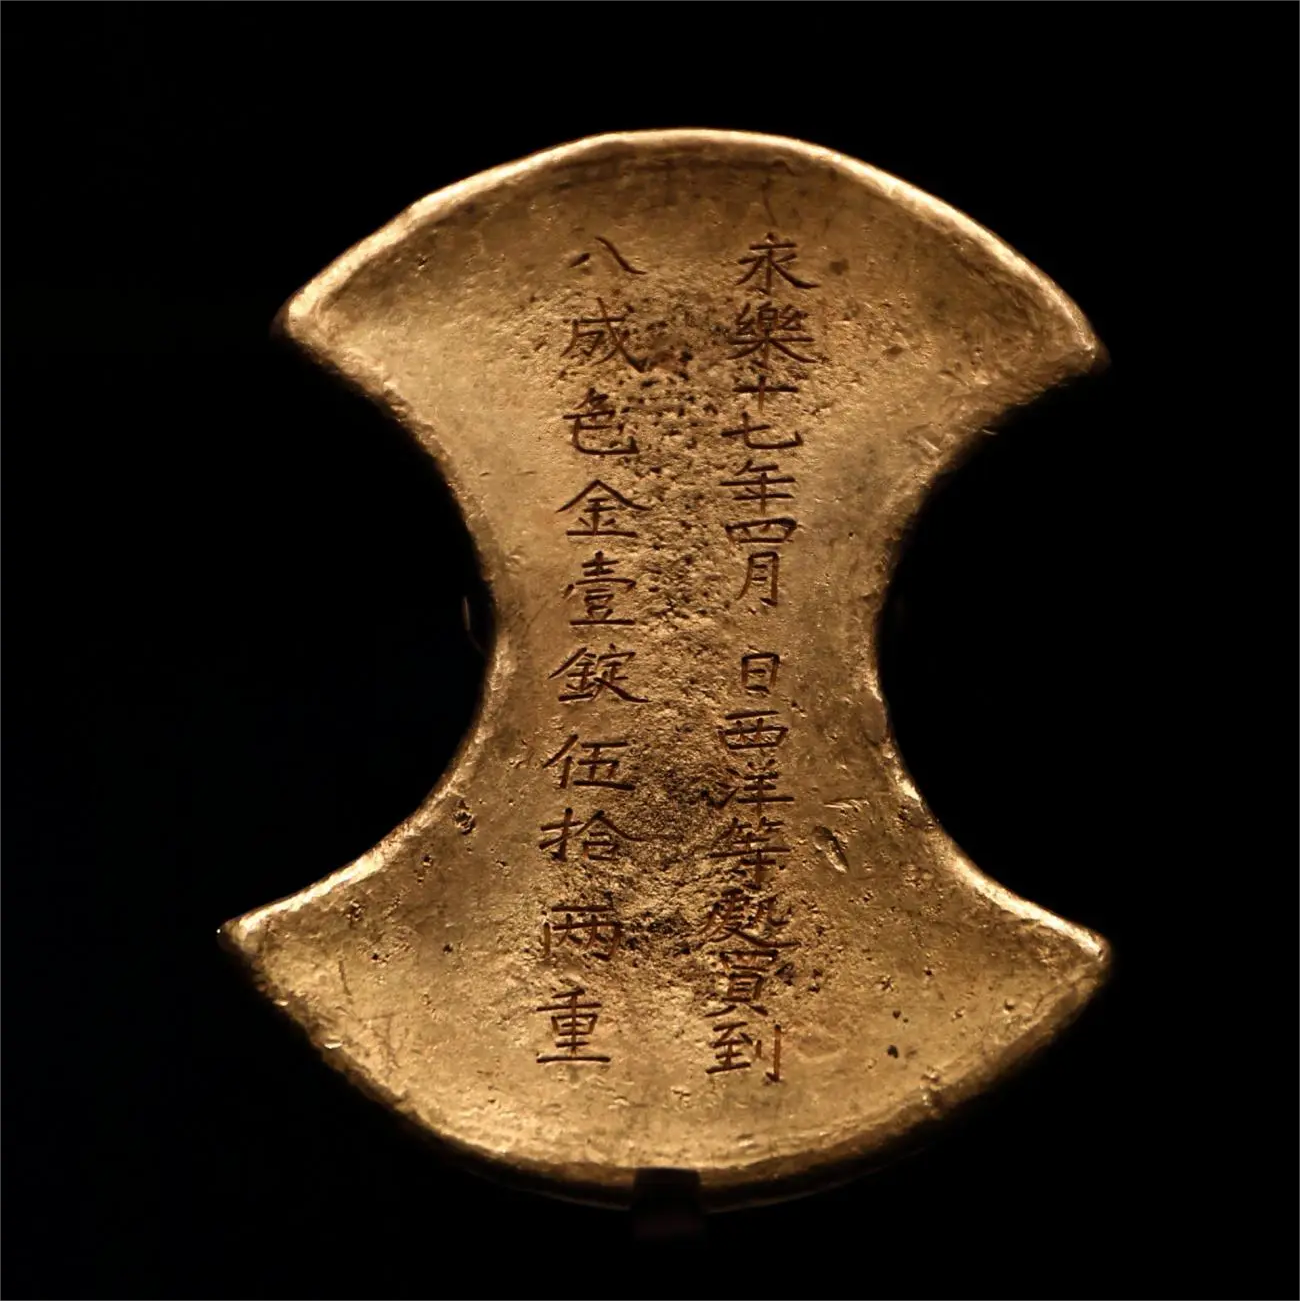 永樂十七年四月 日西洋等處買到
八成色金壹錠伍拾兩重